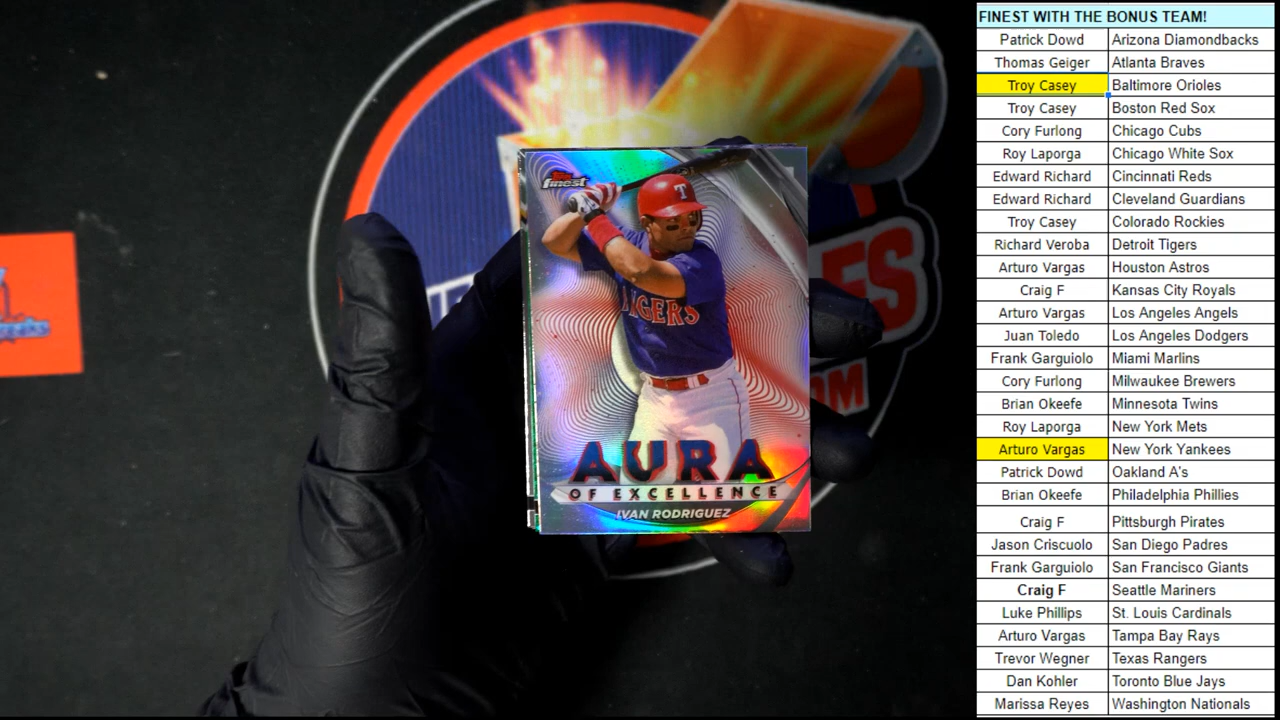 Topps
finest
T
RANGERS
AURA
OF EXCELLENCE
IVAN RODRIGUEZ
FINEST WITH THE BONUS TEAM!
Patrick Dowd Arizona Diamondbacks
Thomas Geiger Atlanta Braves
Troy Casey Baltimore Orioles
Troy Casey Boston Red Sox
Cory Furlong Chicago Cubs
Roy Laporga Chicago White Sox
Edward Richard Cincinnati Reds
Edward Richard Cleveland Guardians
Troy Casey Colorado Rockies
Richard Veroba Detroit Tigers
Arturo Vargas Houston Astros
Craig F Kansas City Royals
Arturo Vargas Los Angeles Angels
Juan Toledo Los Angeles Dodgers
Frank Garguiolo Miami Marlins
Cory Furlong Milwaukee Brewers
Brian Okeefe Minnesota Twins
Roy Laporga New York Mets
Arturo Vargas New York Yankees
Patrick Dowd Oakland A's
Brian Okeefe Philadelphia Phillies
Craig F Pittsburgh Pirates
Jason Criscuolo San Diego Padres
Frank Garguiolo San Francisco Giants
Craig F Seattle Mariners
Luke Phillips St. Louis Cardinals
Arturo Vargas Tampa Bay Rays
Trevor Wegner Texas Rangers
Dan Kohler Toronto Blue Jays
Marissa Reyes Washington Nationals